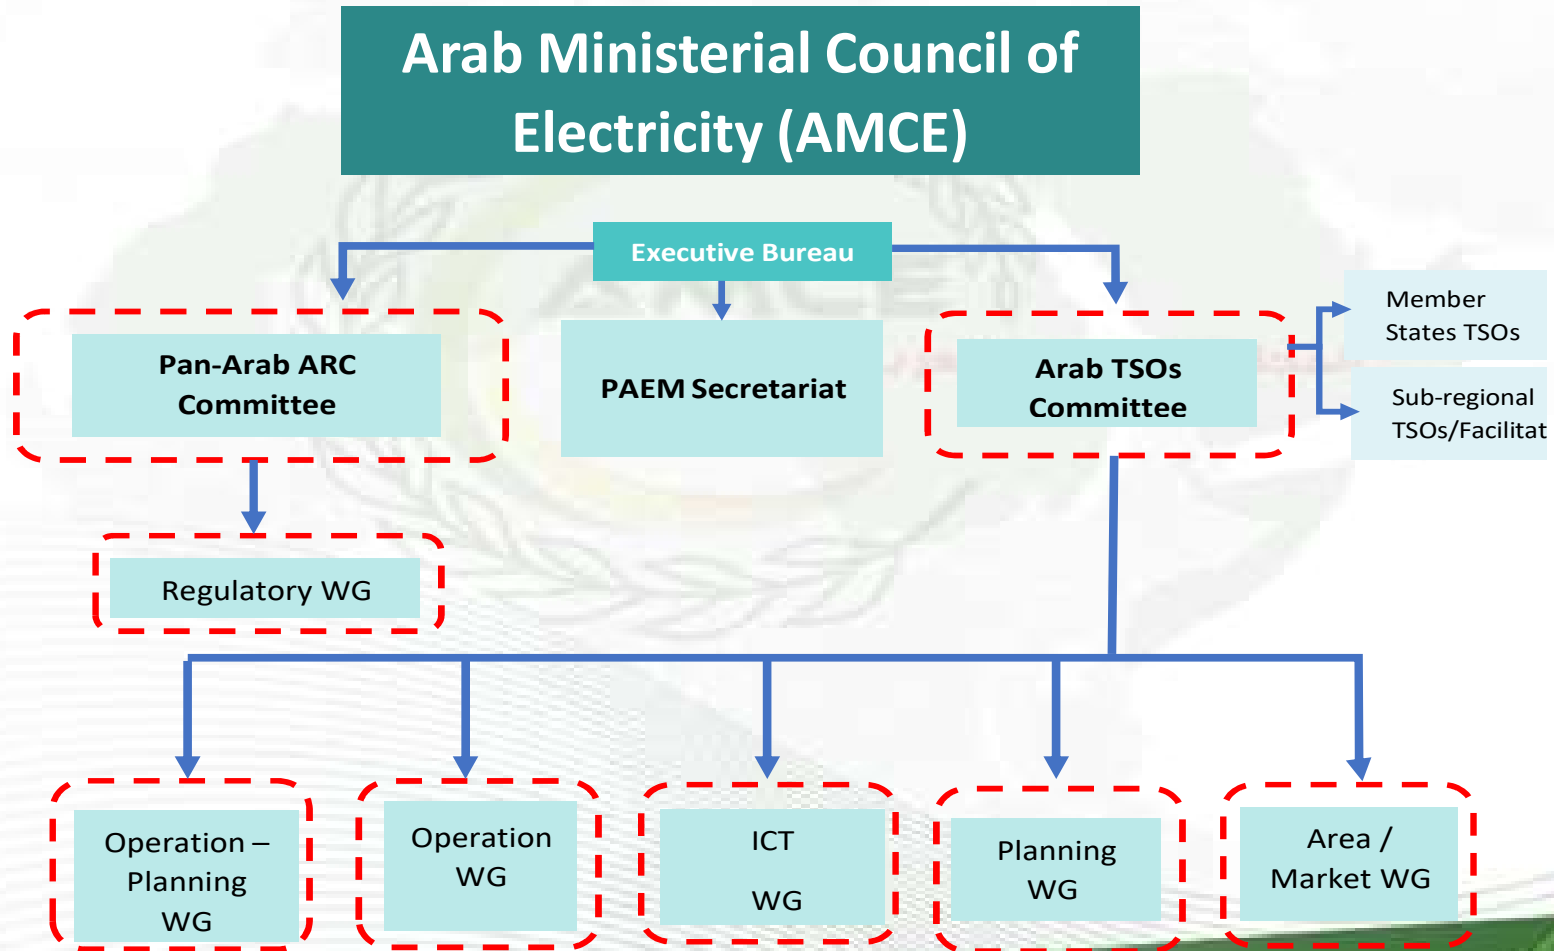 Arab Ministerial Council of
Electricity (AMCE)
Executive Bureau
Pan-Arab ARC
Committee
PAEM Secretariat
Arab TSOs
Committee
Member
States TSOs
Sub-regional
TSOs/Facilitat
Regulatory WG
Operation –
Planning
WG
Operation
WG
ICT
WG
Planning
WG
Area /
Market WG
AMCE